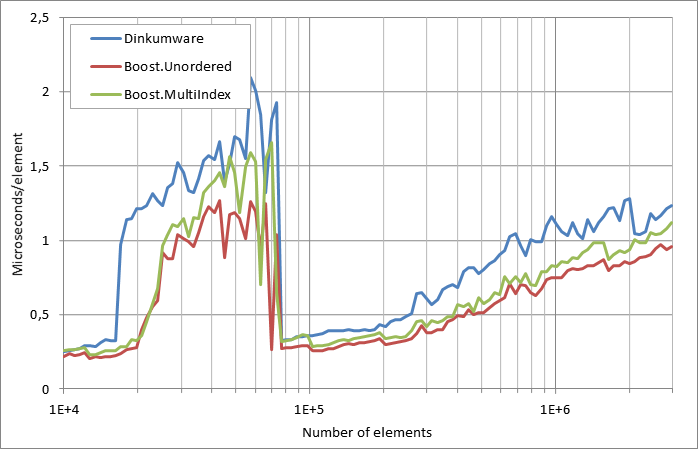 2,5
Dinkumware
Boost.Unordered
Boost.MultiIndex
2
1,5
1
0,5
0
Microseconds/element
1E+4
1E+5
1E+6
Number of elements